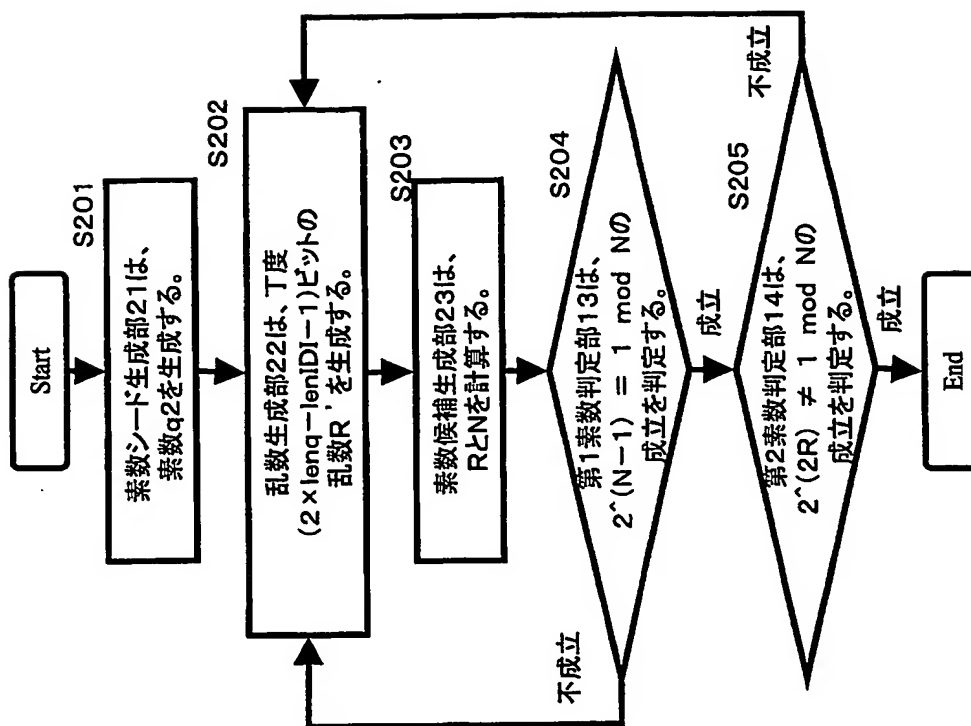 Start
S201
素数シード生成部21は、
素数q2を生成する。
S202
乱数生成部22は、丁度
(2×lenq−lenIDI−1)ビットの
乱数R'を生成する。
S203
素数候補生成部23は、
RとNを計算する。
S204
第1素数判定部13は、
2^(N−1) = 1 mod Nの
成立を判定する。
不成立
成立
S205
第2素数判定部14は、
2^(2R) ≠ 1 mod Nの
成立を判定する。
不成立
成立
End